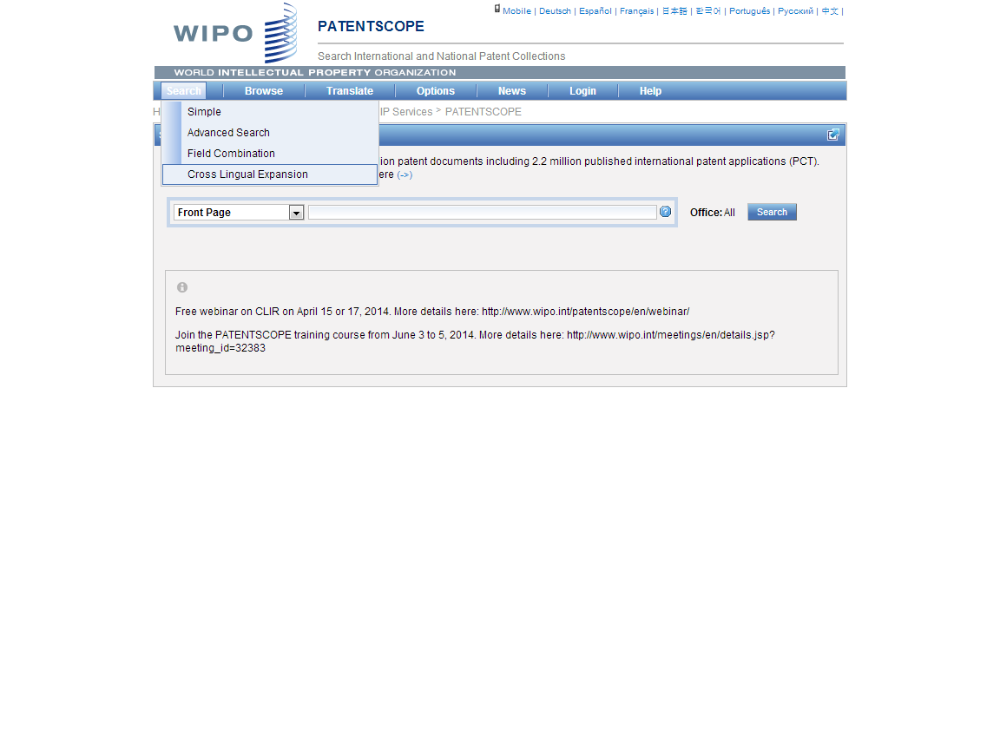 Mobile | Deutsch | Español | Français | 日本語 | 한국어 | Português | Русский | 中文 |
WIPO
PATENTSCOPE
Search International and National Patent Collections
WORLD INTELLECTUAL PROPERTY ORGANIZATION
Search Browse Translate Options News Login Help
IP Services > PATENTSCOPE
Simple
Advanced Search
Field Combination
Cross Lingual Expansion
ion patent documents including 2.2 million published international patent applications (PCT).
ere (->)
Front Page ? Office: All Search
Free webinar on CLIR on April 15 or 17, 2014. More details here: http://www.wipo.int/patentscope/en/webinar/
Join the PATENTSCOPE training course from June 3 to 5, 2014. More details here: http://www.wipo.int/meetings/en/details.jsp?
meeting_id=32383